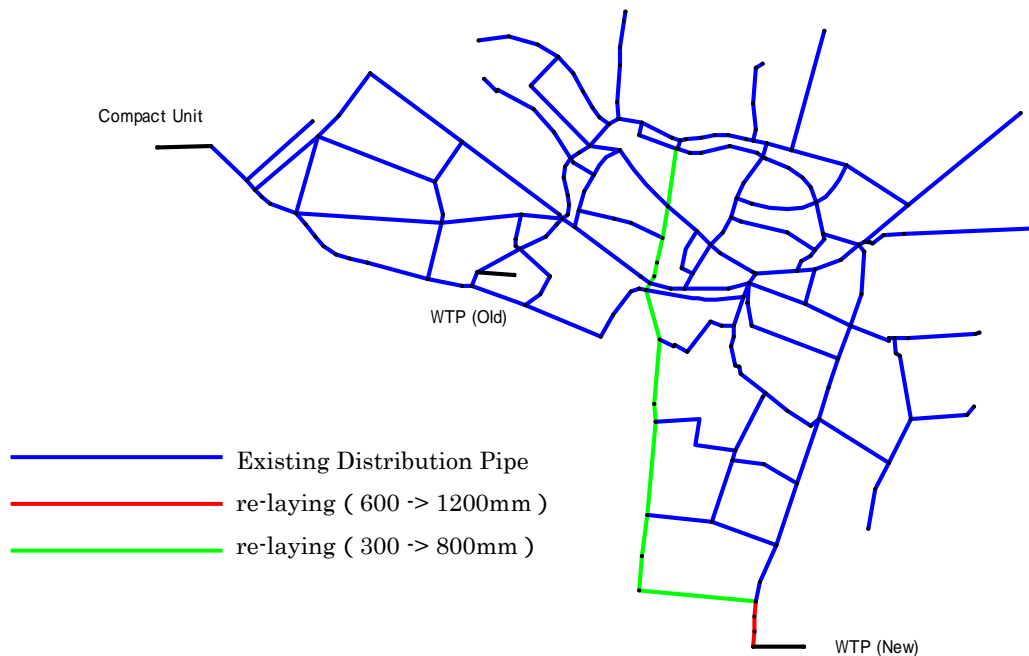 Compact Unit
WTP (Old)
Existing Distribution Pipe
re-laying ( 600 -> 1200mm )
re-laying ( 300 -> 800mm )
WTP (New)